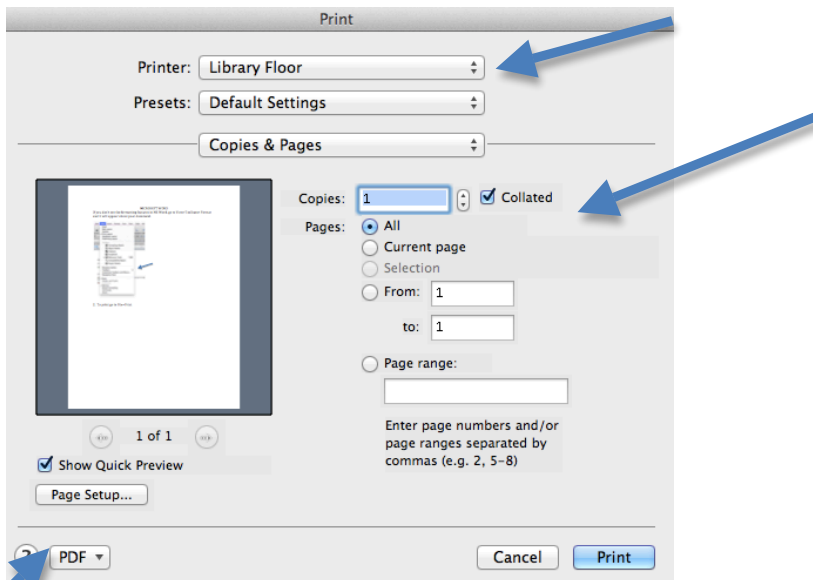 Print
Printer: Library Floor
Presets: Default Settings
Copies & Pages
Copies: 1 Collated
Pages: All
Current page
Selection
From: 1
to: 1
Page range:
Enter page numbers and/or
page ranges separated by
commas (e.g. 2, 5-8)
1 of 1
Show Quick Preview
Page Setup...
? PDF
Cancel Print